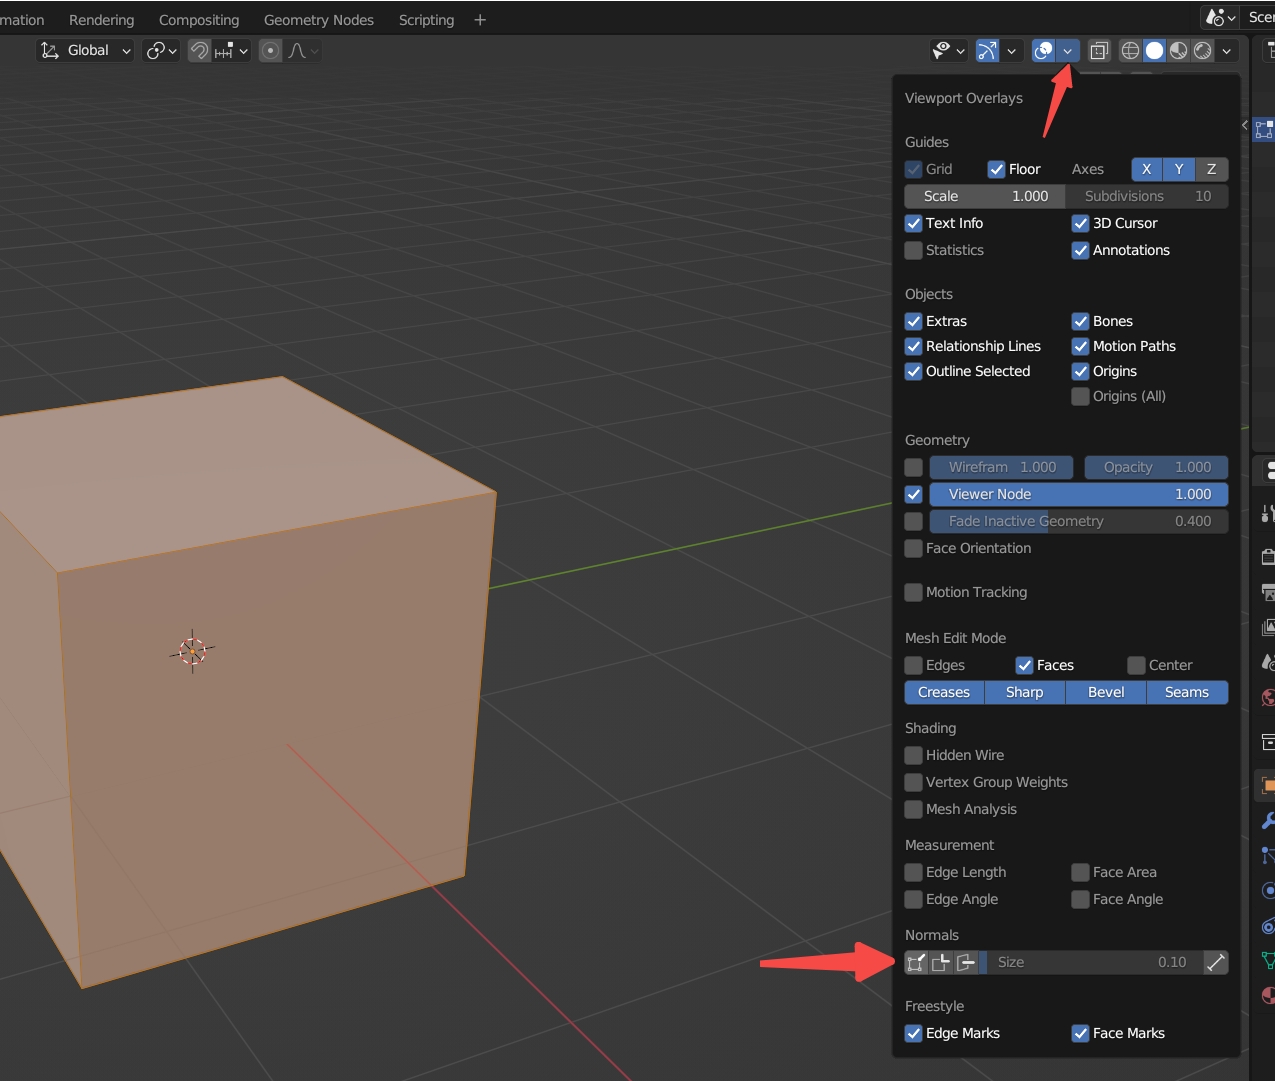 mation Rendering Compositing Geometry Nodes Scripting + Scen
Global
Viewport Overlays
Guides
Grid Floor Axes X Y Z
Scale 1.000 Subdivisions 10
Text Info 3D Cursor
Statistics Annotations
Objects
Extras Bones
Relationship Lines Motion Paths
Outline Selected Origins
Origins (All)
Geometry
Wirefram 1.000 Opacity 1.000
Viewer Node 1.000
Fade Inactive Geometry 0.400
Face Orientation
Motion Tracking
Mesh Edit Mode
Edges Faces Center
Creases Sharp Bevel Seams
Shading
Hidden Wire
Vertex Group Weights
Mesh Analysis
Measurement
Edge Length Face Area
Edge Angle Face Angle
Normals
Size 0.10
Freestyle
Edge Marks Face Marks